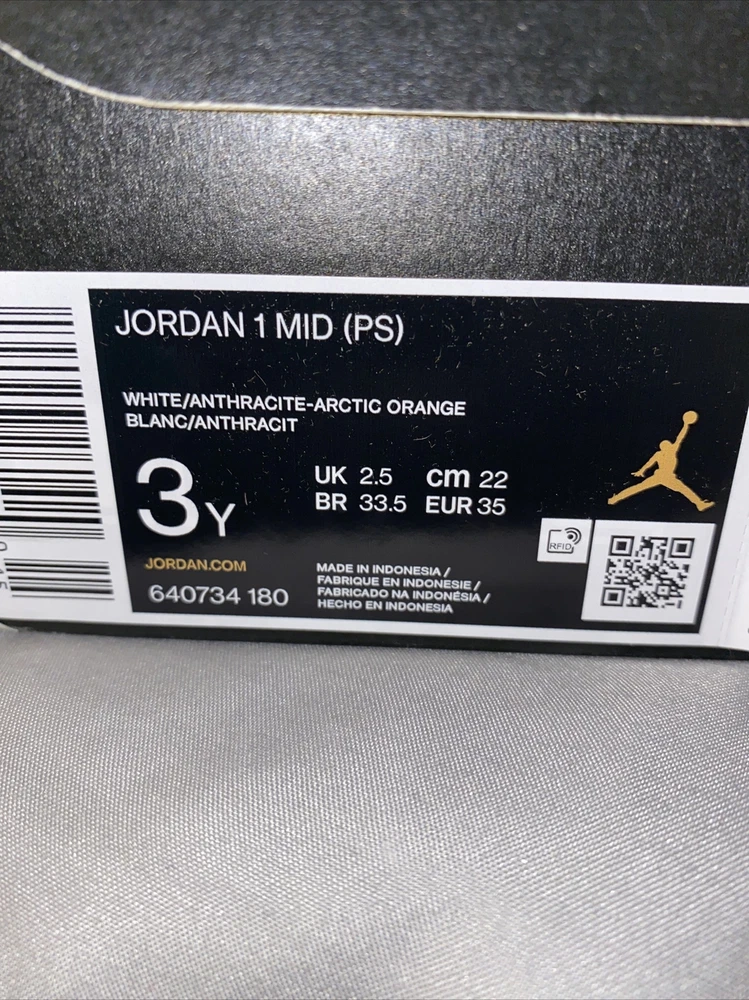 JORDAN 1 MID (PS)
WHITE/ANTHRACITE-ARCTIC ORANGE
BLANC/ANTHRACIT
3Y
UK 2.5 cm 22
BR 33.5 EUR 35
RFID
JORDAN.COM
640734 180
MADE IN INDONESIA /
FABRIQUE EN INDONESIE /
FABRICADO NA INDONÉSIA /
HECHO EN INDONESIA